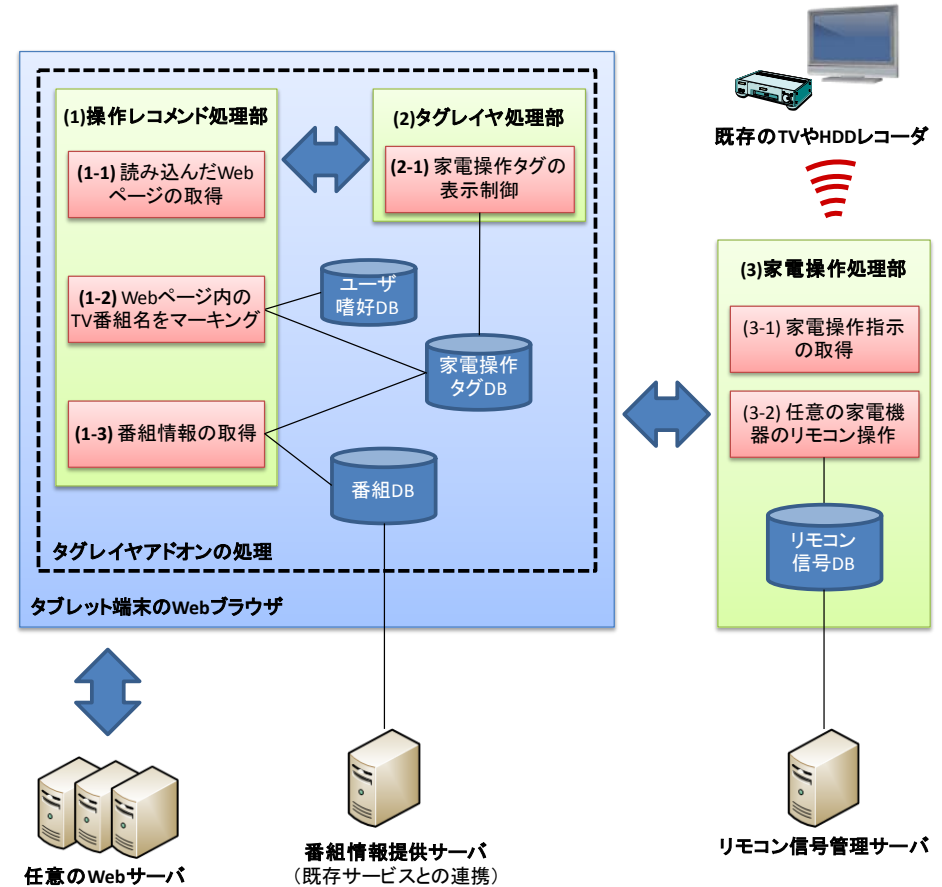 (1)操作レコメンド処理部
(1-1) 読み込んだWeb
ページの取得
(1-2) Webページ内の
TV番組名をマーキング
(1-3) 番組情報の取得
(2)タグレイヤ処理部
(2-1) 家電操作タグの
表示制御
ユーザ
嗜好DB
家電操作
タグDB
番組DB
タグレイヤアドオンの処理
タブレット端末のWebブラウザ
既存のTVやHDDレコーダ
(3)家電操作処理部
(3-1) 家電操作指示
の取得
(3-2) 任意の家電機
器のリモコン操作
リモコン
信号DB
任意のWebサーバ
番組情報提供サーバ
（既存サービスとの連携）
リモコン信号管理サーバ